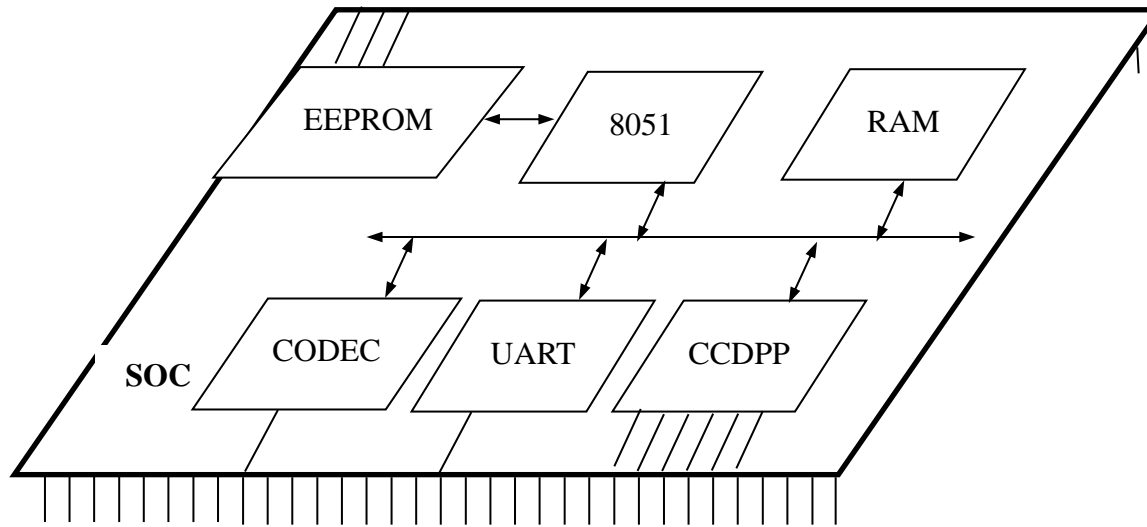 EEPROM
8051
RAM
CODEC
UART
CCDPP
SOC